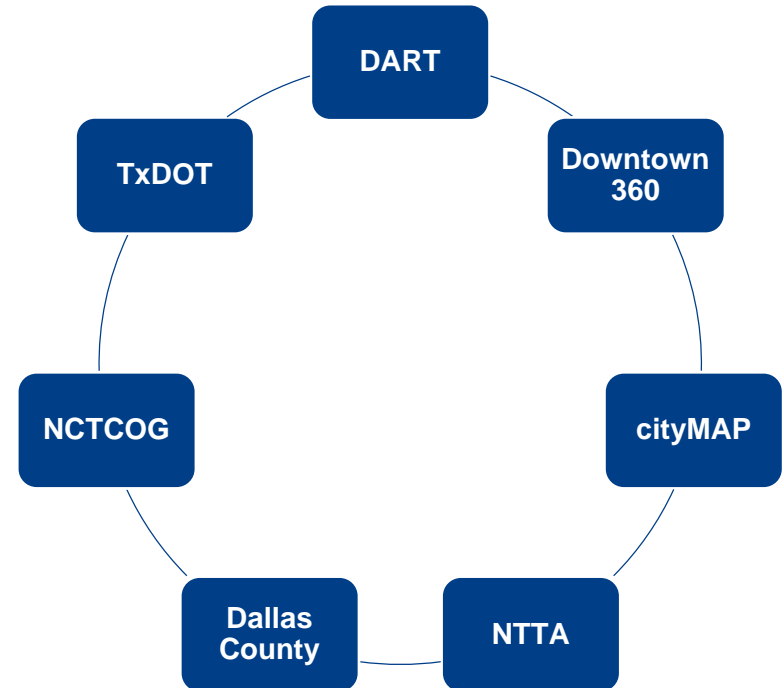 DART
Downtown
360
cityMAP
NTTA
Dallas
County
NCTCOG
TxDOT